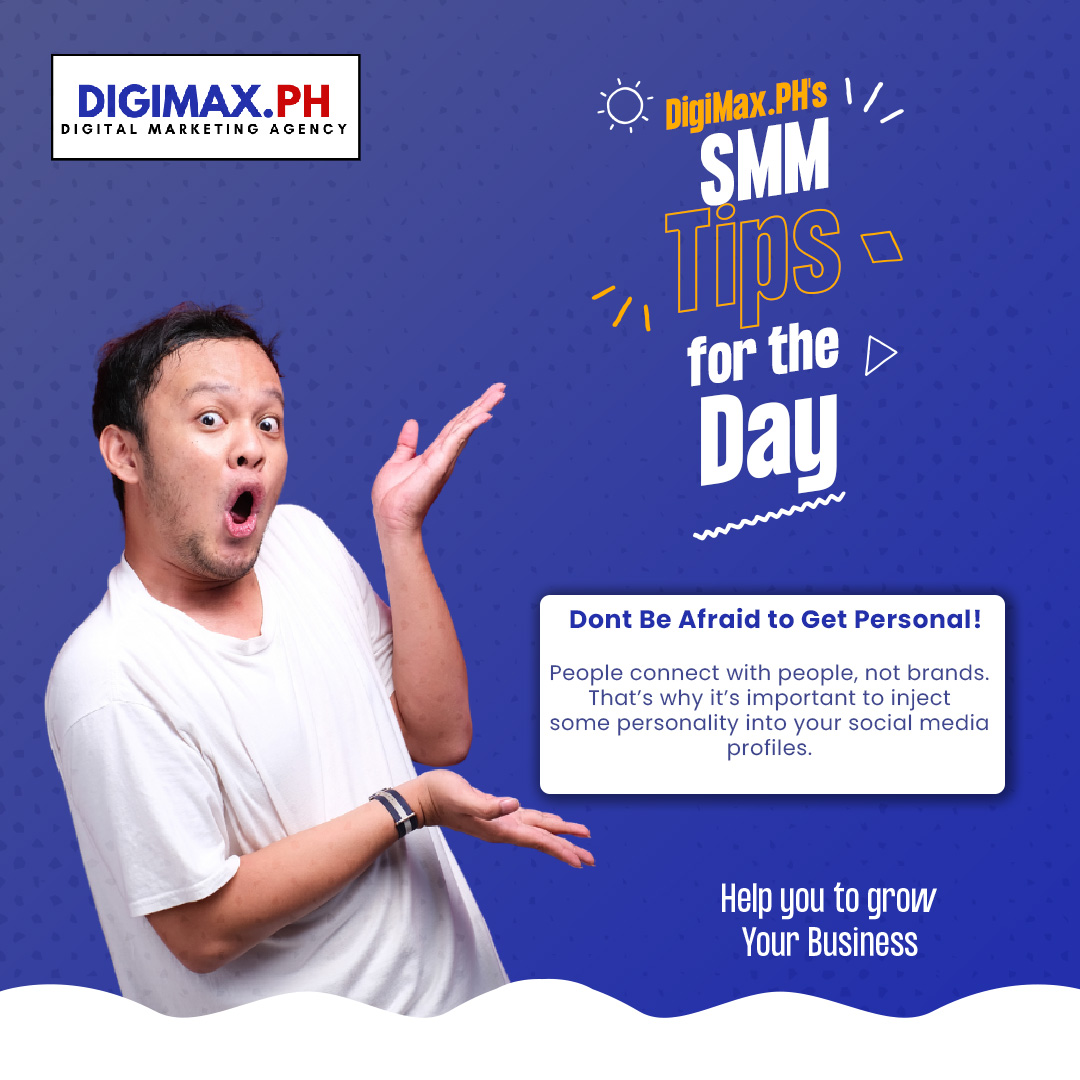 DIGIMAX.PH
DIGITAL MARKETING AGENCY
DigiMax.PH's
SMM
Tips
for the
Day
Dont Be Afraid to Get Personal!
People connect with people, not brands.
That’s why it’s important to inject
some personality into your social media
profiles.
Help you to grow
Your Business